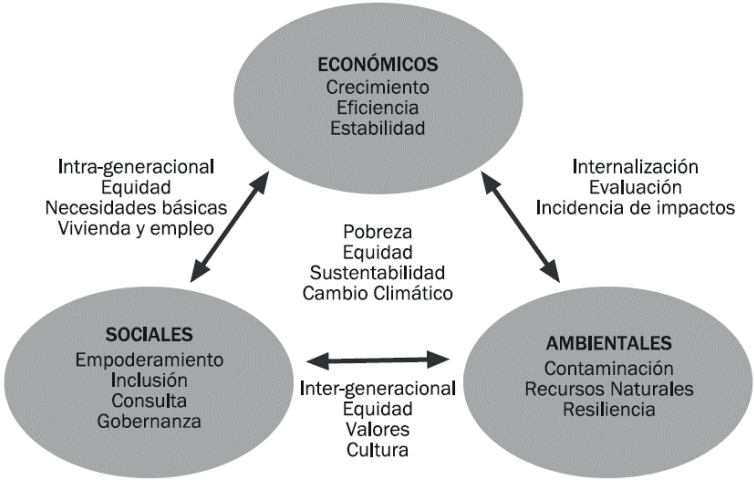 ECONÓMICOS
Crecimiento
Eficiencia
Estabilidad
Intra-generacional
Equidad
Necesidades básicas
Vivienda y empleo
Internalización
Evaluación
Incidencia de impactos
Pobreza
Equidad
Sustentabilidad
Cambio Climático
SOCIALES
Empoderamiento
Inclusión
Consulta
Gobernanza
Inter-generacional
Equidad
Valores
Cultura
AMBIENTALES
Contaminación
Recursos Naturales
Resiliencia